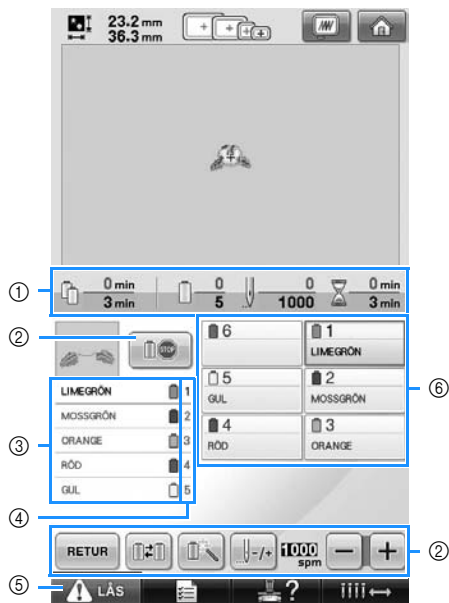 23.2 mm
36.3 mm
① 0 min 0 0 0 min
3 min 5 1000 3 min
② STOP
6 1
LIMEGRÖN
LIMEGRÖN 1
5 2
GUL MOSSGRÖN
⑥
MOSSGRÖN 2
③ ORANGE 3
4 3
RÖD ORANGE
RÖD 4
GUL 5
④
RETUR -/+ 1000 spm − + ②
⑤ LÅS ?